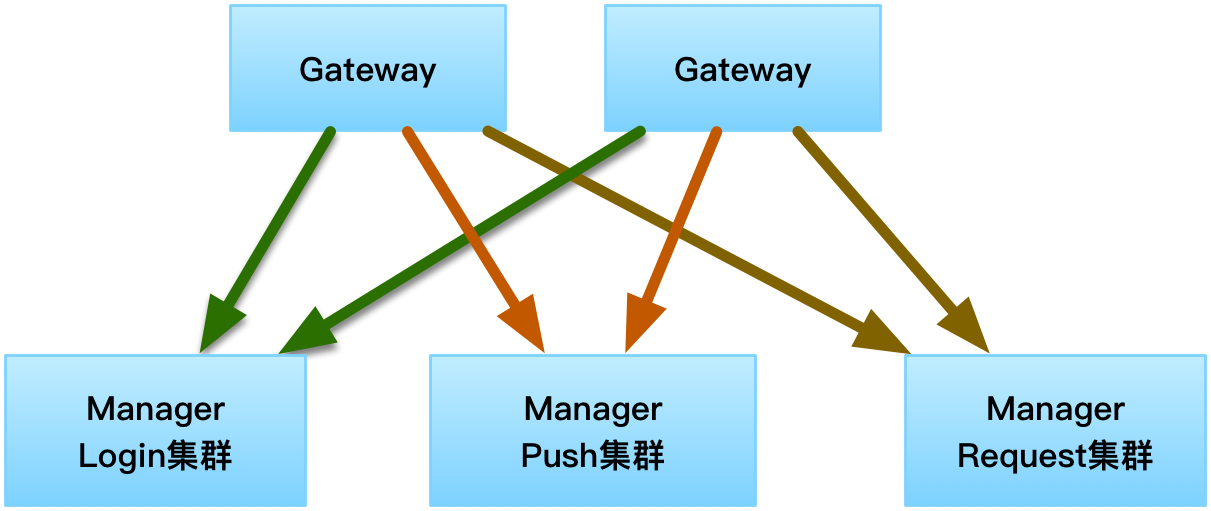 Gateway
Gateway
Manager
Login集群
Manager
Push集群
Manager
Request集群